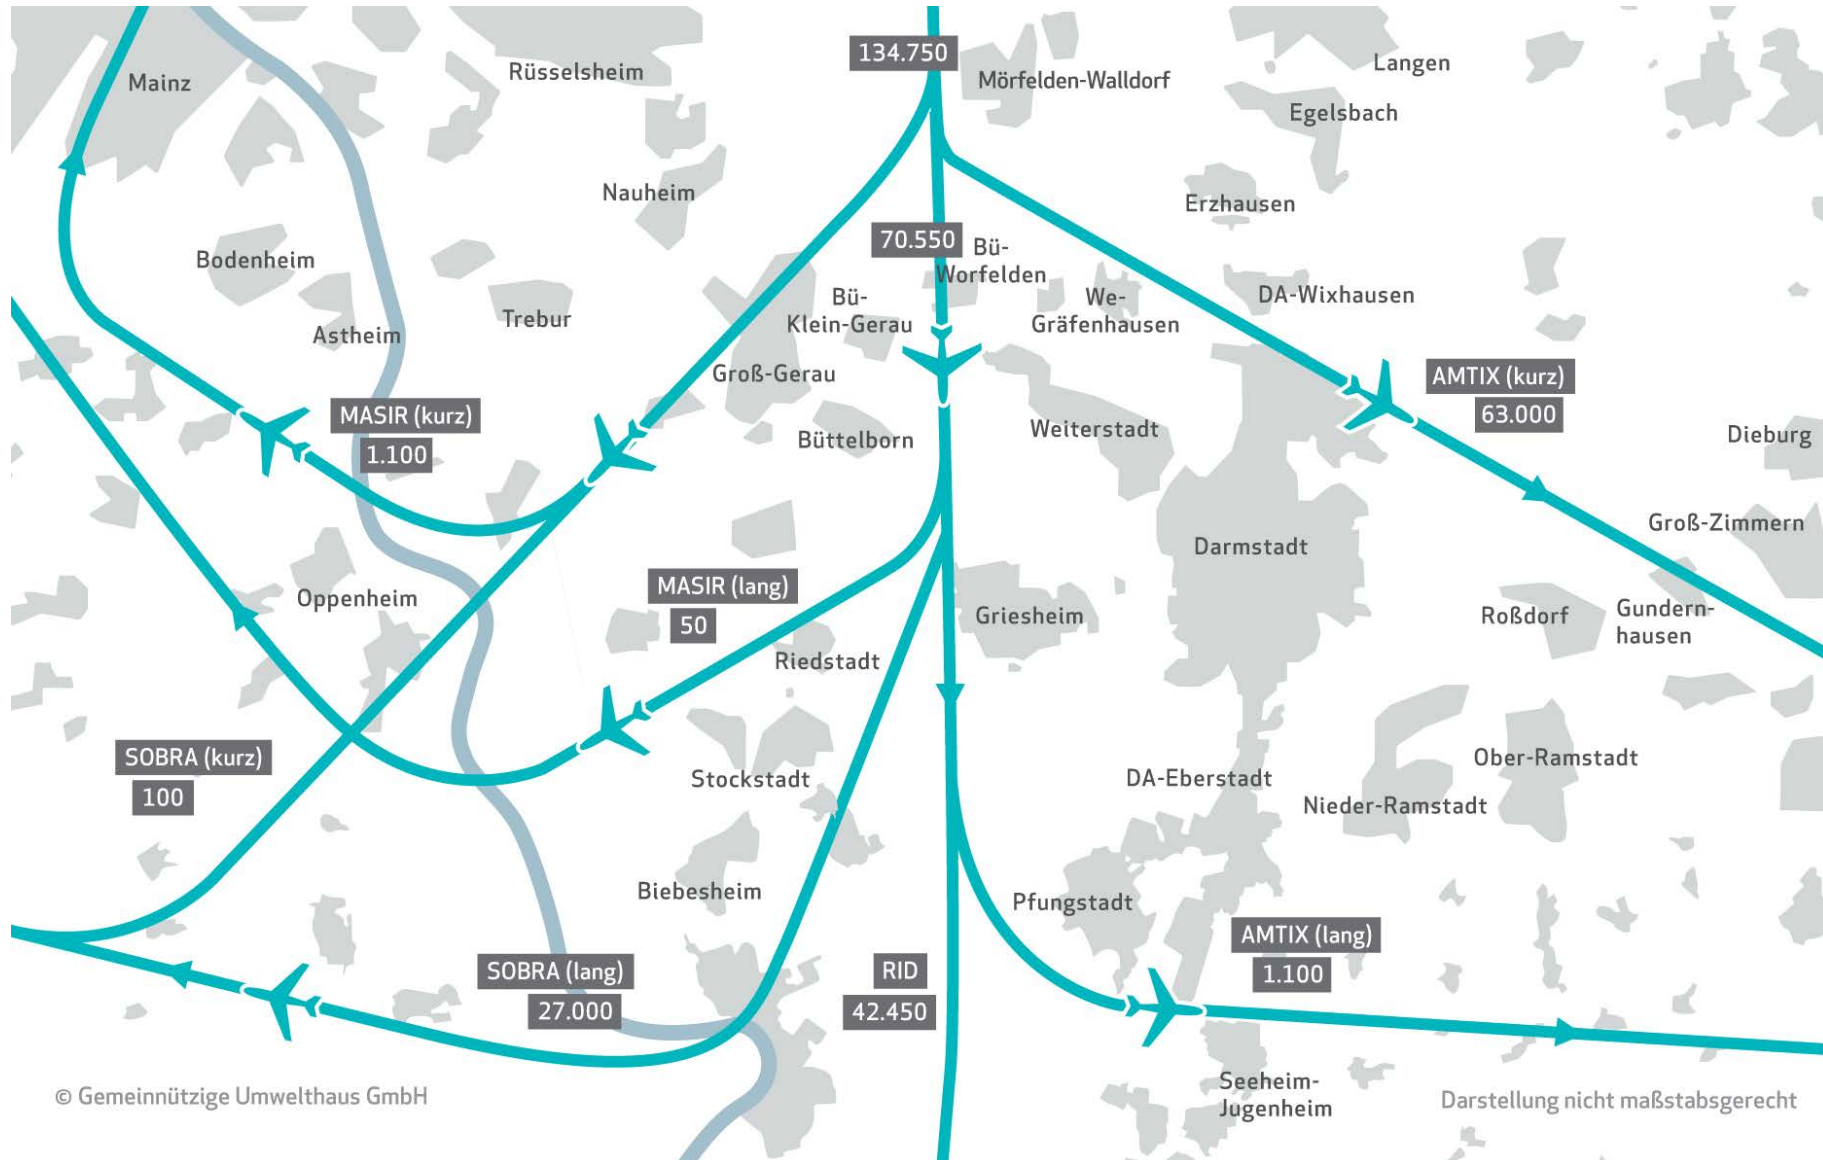 134.750
Mainz
Rüsselsheim
Mörfelden-Walldorf
Langen
Egelsbach
Nauheim
Erzhausen
70.550
Bü-
Worfelden
Bodenheim
Bü-
Klein-Gerau
We-
Gräfenhausen
DA-Wixhausen
Trebur
Astheim
Groß-Gerau
AMTIX (kurz)
63.000
MASIR (kurz)
1.100
Büttelborn
Weiterstadt
Dieburg
Groß-Zimmern
Darmstadt
MASIR (lang)
50
Oppenheim
Griesheim
Roßdorf
Gundern-
hausen
Riedstadt
SOBRA (kurz)
100
Stockstadt
DA-Eberstadt
Ober-Ramstadt
Nieder-Ramstadt
Biebesheim
Pfungstadt
AMTIX (lang)
1.100
SOBRA (lang)
27.000
RID
42.450
Seeheim-
Jugenheim
© Gemeinnützige Umwelthaus GmbH
Darstellung nicht maßstabsgerecht